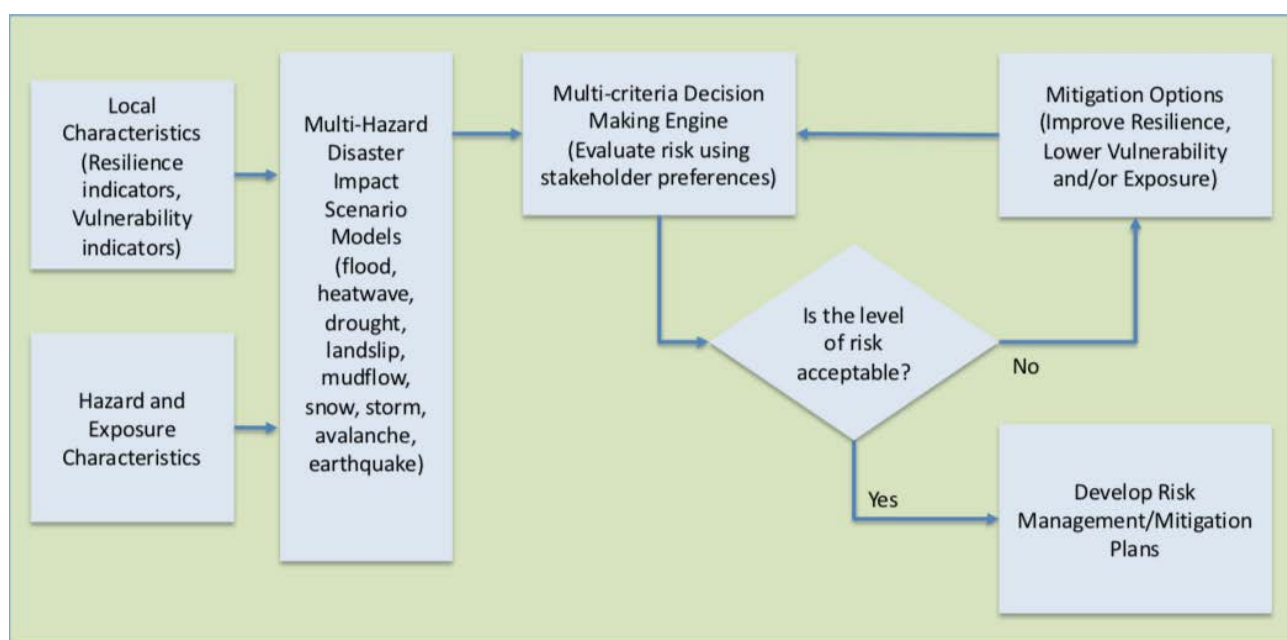 Local
Characteristics
(Resilience
indicators,
Vulnerability
indicators)
Hazard and
Exposure
Characteristics
Multi-Hazard
Disaster
Impact
Scenario
Models
(flood,
heatwave,
drought,
landslip,
mudflow,
snow, storm,
avalanche,
earthquake)
Multi-criteria Decision
Making Engine
(Evaluate risk using
stakeholder preferences)
Is the level
of risk
acceptable?
No
Mitigation Options
(Improve Resilience,
Lower Vulnerability
and/or Exposure)
Yes
Develop Risk
Management/Mitigation
Plans